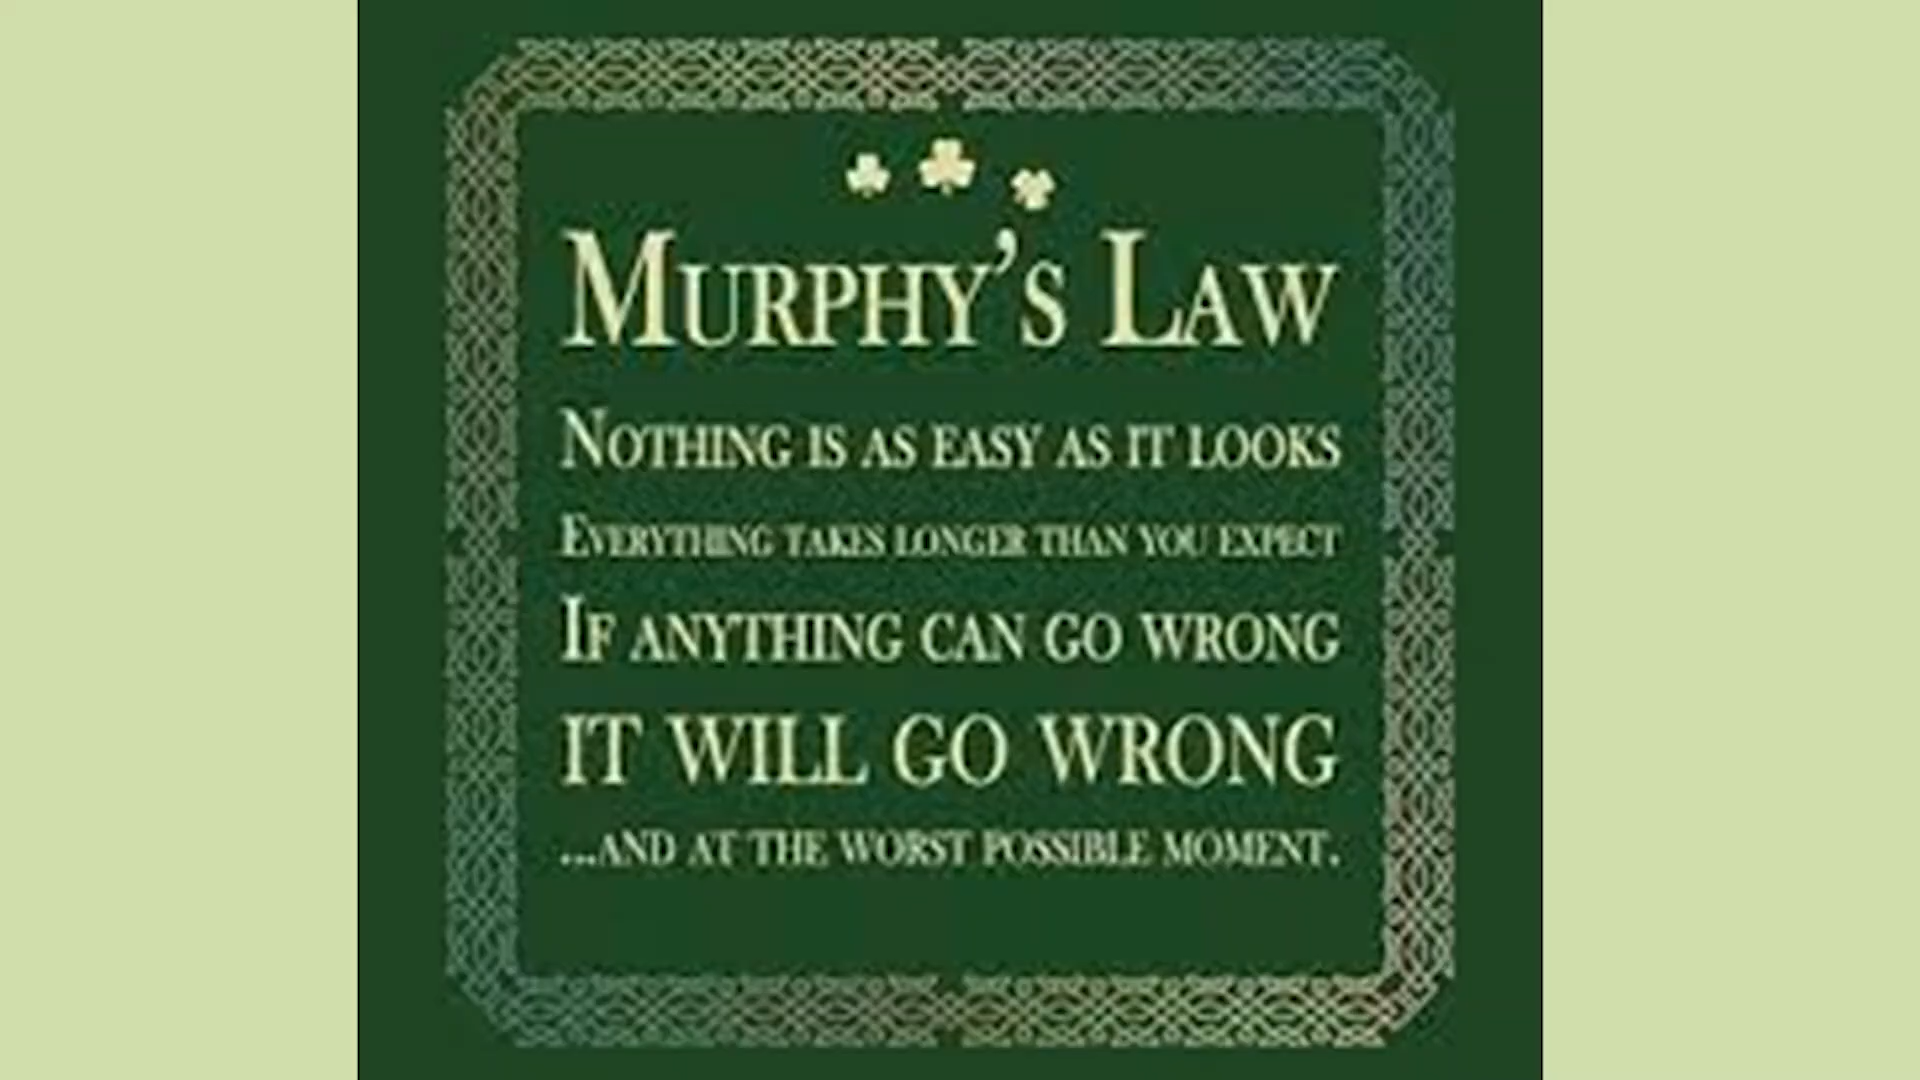 Murphy's Law
Nothing is as easy as it looks
Everything takes longer than you expect
If anything can go wrong
it will go wrong
...and at the worst possible moment.